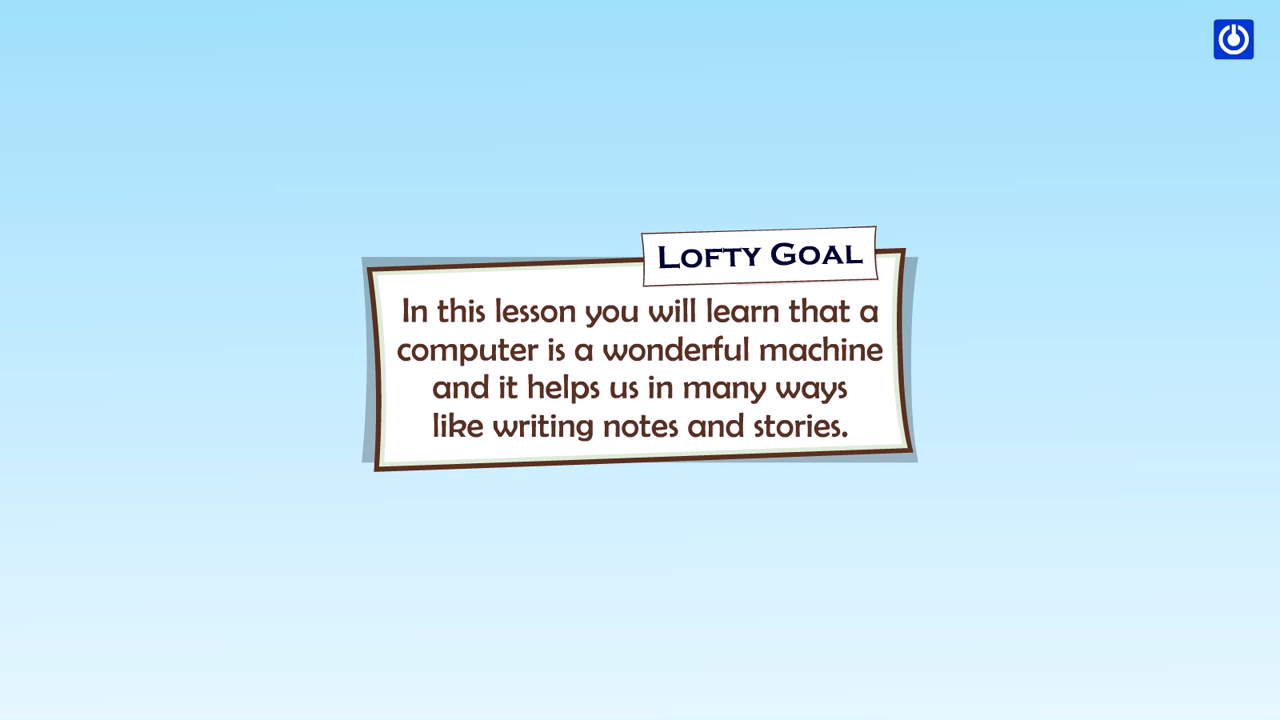 LOFTY GOAL
In this lesson you will learn that a
computer is a wonderful machine
and it helps us in many ways
like writing notes and stories.